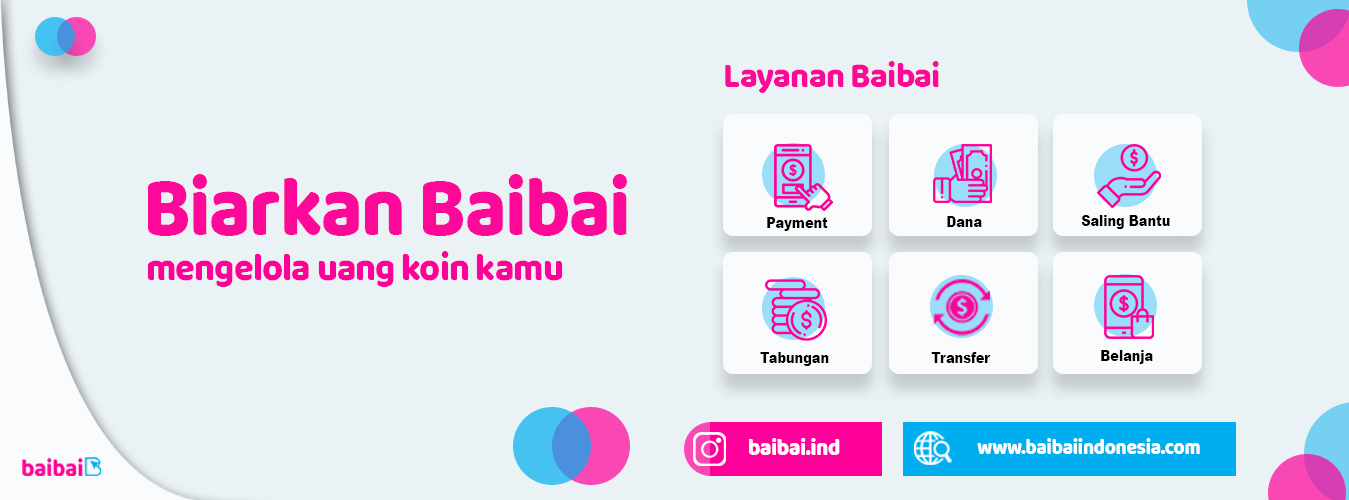 Biarkan Baibai
mengelola uang koin kamu
Layanan Baibai
Payment
Dana
Saling Bantu
Tabungan
Transfer
Belanja
baibai
baibai.ind
www.baibaiindonesia.com